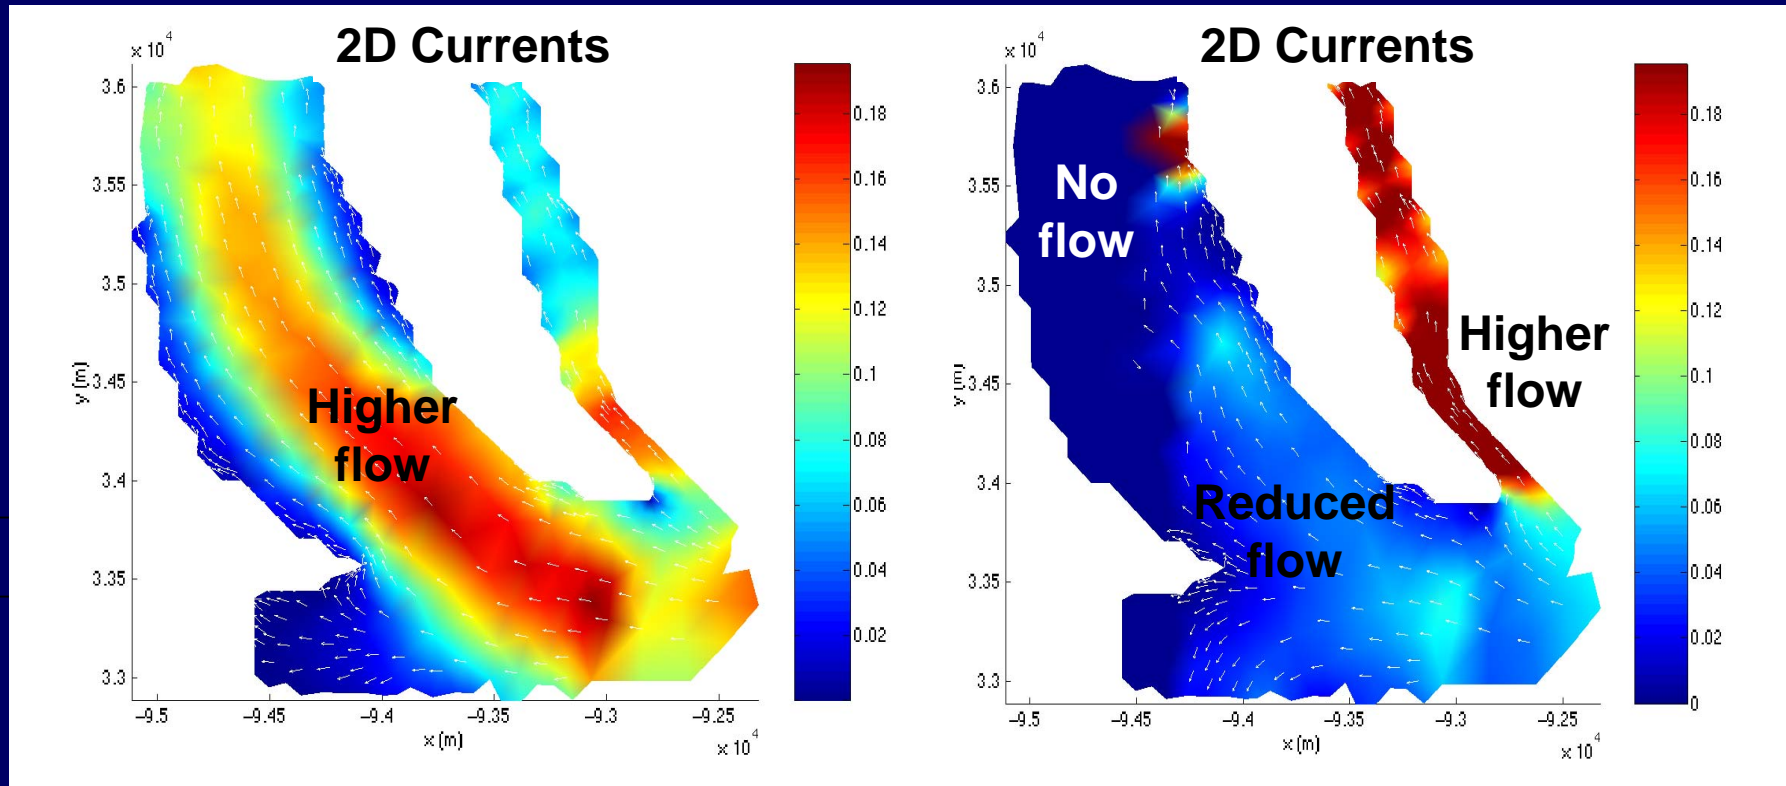 2D Currents
x 10 4
3.6
3.55
3.5
3.45
3.4
3.35
3.3
y (m)
−9.5
−9.45
−9.4
−9.35
−9.3
−9.25
x (m)
x 10 4
0.18
0.16
0.14
0.12
0.1
0.08
0.06
0.04
0.02
Higher
flow
2D Currents
x 10 4
3.6
3.55
3.5
3.45
3.4
3.35
3.3
y (m)
−9.5
−9.45
−9.4
−9.35
−9.3
−9.25
x (m)
x 10 4
0.18
0.16
0.14
0.12
0.1
0.08
0.06
0.04
0.02
0
No
flow
Higher
flow
Reduced
flow